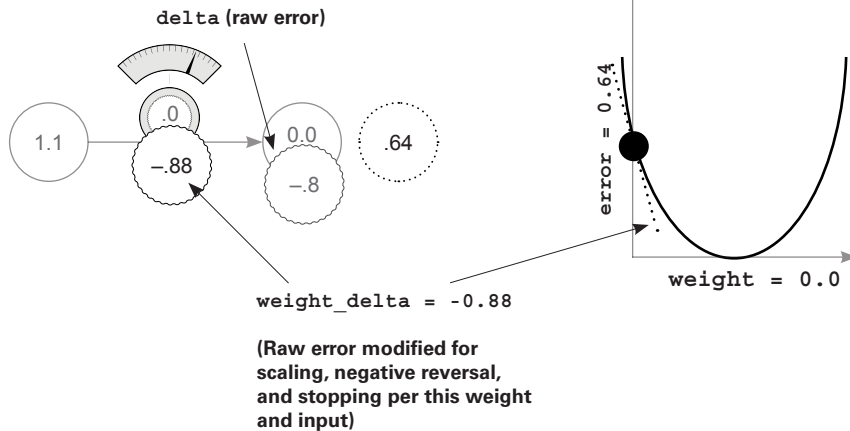 delta (raw error)
.0
1.1
0.0
.64
–.88
–.8
error = 0.64
weight = 0.0
weight_delta = -0.88
(Raw error modified for
scaling, negative reversal,
and stopping per this weight
and input)